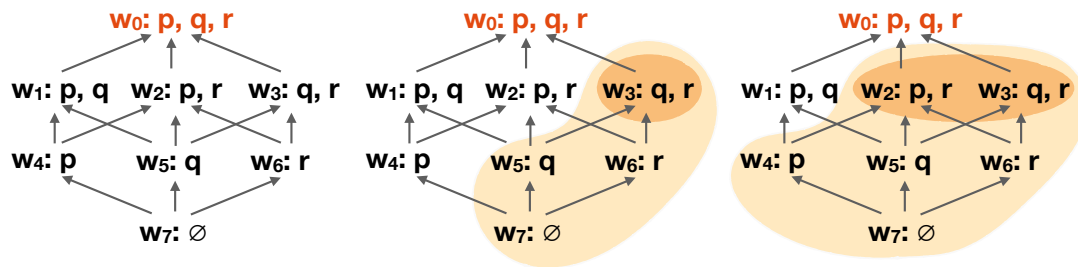 w₀: p, q, r w₀: p, q, r w₀: p, q, r
w₁: p, q w₂: p, r w₃: q, r w₁: p, q w₂: p, r w₃: q, r w₁: p, q w₂: p, r w₃: q, r
w₄: p w₅: q w₆: r w₄: p w₅: q w₆: r w₄: p w₅: q w₆: r
w₇: ∅ w₇: ∅ w₇: ∅